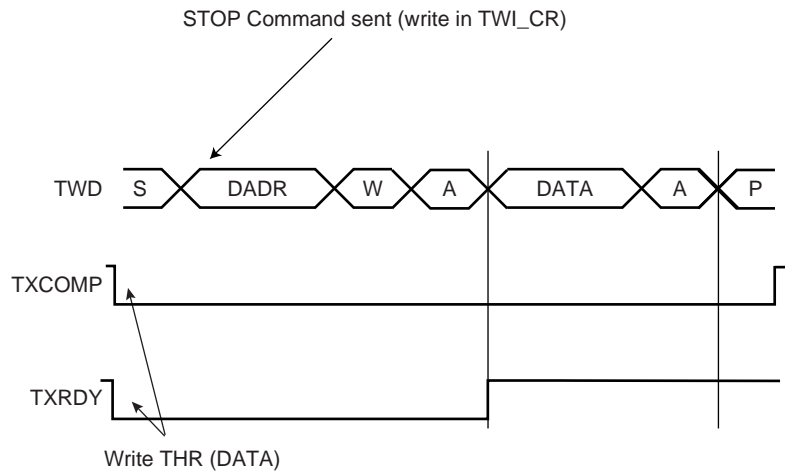 STOP Command sent (write in TWI_CR)
TWD S DADR W A DATA A P
TXCOMP
TXRDY
Write THR (DATA)